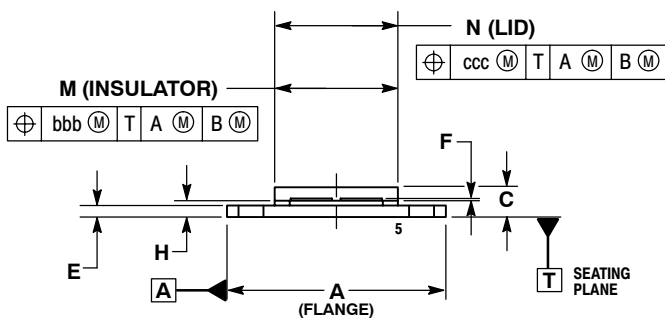 N (LID)
⌖ ccc Ⓜ T A Ⓜ B Ⓜ
M (INSULATOR)
⌖ bbb Ⓜ T A Ⓜ B Ⓜ
F
C
5
E
H
A
A
(FLANGE)
T
SEATING
PLANE